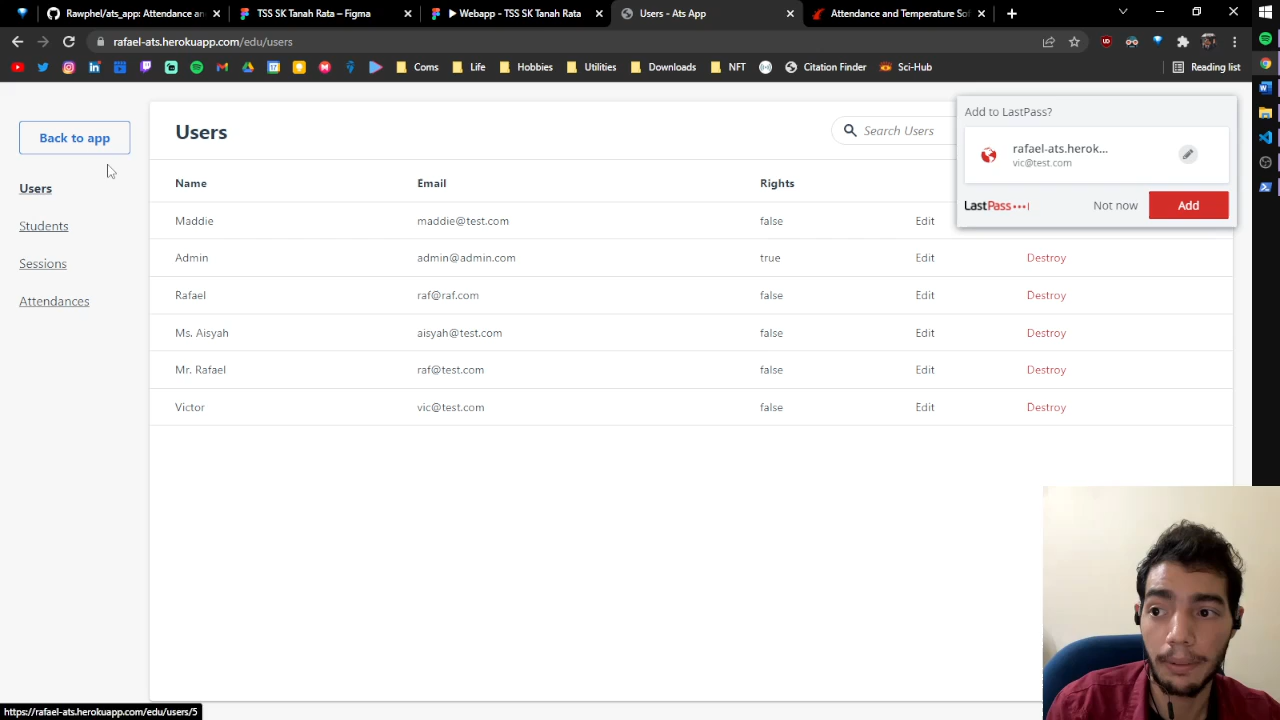 Rawphel/ats_app: Attendance an
TSS SK Tanah Rata – Figma
Webapp - TSS SK Tanah Rata
Users - Ats App
Attendance and Temperature Sof
rafael-ats.herokuapp.com/edu/users
Coms
Life
Hobbies
Utilities
Downloads
NFT
Citation Finder
Sci-Hub
Reading list
Back to app
Users
Students
Sessions
Attendances
Users
Search Users
Name Email Rights
Maddie maddie@test.com false Edit
Admin admin@admin.com true Edit Destroy
Rafael raf@raf.com false Edit Destroy
Ms. Aisyah aisyah@test.com false Edit Destroy
Mr. Rafael raf@test.com false Edit Destroy
Victor vic@test.com false Edit Destroy
Add to LastPass?
rafael-ats.herok...
vic@test.com
LastPass
Not now
Add
https://rafael-ats.herokuapp.com/edu/users/5